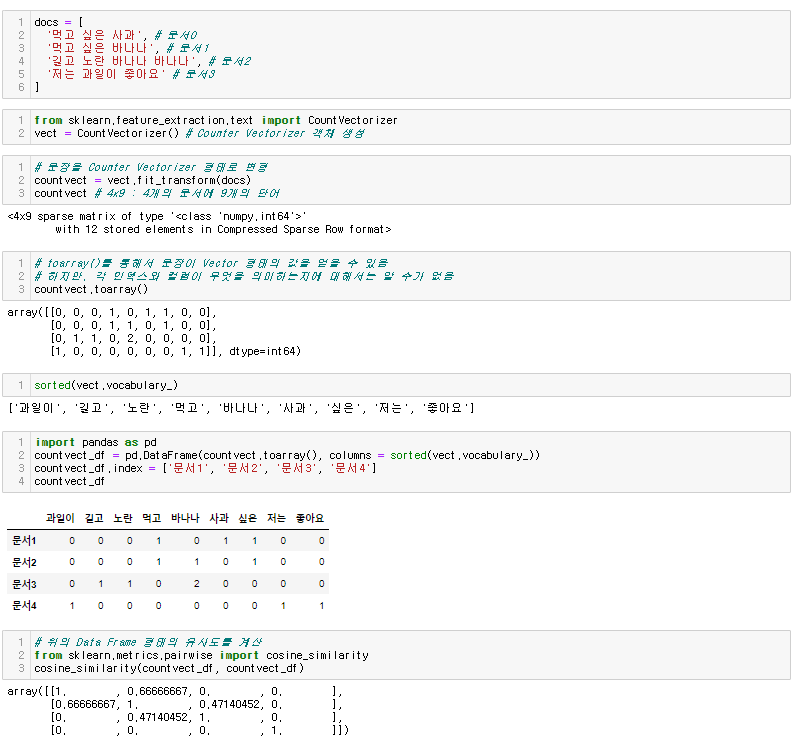 1 docs = [
2 '먹고 싶은 사과', # 문서0
3 '먹고 싶은 바나나', # 문서1
4 '길고 노란 바나나 바나나', # 문서2
5 '저는 과일이 좋아요' # 문서3
6 ]
1 from sklearn.feature_extraction.text import CountVectorizer
2 vect = CountVectorizer() # Counter Vectorizer 객체 생성
1 # 문장을 Counter Vectorizer 형태로 변형
2 countvect = vect.fit_transform(docs)
3 countvect # 4x9 : 4개의 문서에 9개의 단어
<4x9 sparse matrix of type '<class 'numpy.int64'>'
with 12 stored elements in Compressed Sparse Row format>
1 # toarray()를 통해서 문장이 Vector 형태의 값을 얻을 수 있음
2 # 하지만, 각 인덱스와 컬럼이 무엇을 의미하는지에 대해서는 알 수가 없음
3 countvect.toarray()
array([[0, 0, 0, 1, 0, 1, 1, 0, 0],
[0, 0, 0, 1, 1, 0, 1, 0, 0],
[0, 1, 1, 0, 2, 0, 0, 0, 0],
[1, 0, 0, 0, 0, 0, 0, 1, 1]], dtype=int64)
1 sorted(vect.vocabulary_)
['과일이', '길고', '노란', '먹고', '바나나', '사과', '싶은', '저는', '좋아요']
1 import pandas as pd
2 countvect_df = pd.DataFrame(countvect.toarray(), columns = sorted(vect.vocabulary_))
3 countvect_df.index = ['문서1', '문서2', '문서3', '문서4']
4 countvect_df
과일이 길고 노란 먹고 바나나 사과 싶은 저는 좋아요
문서1 0 0 0 1 0 1 1 0 0
문서2 0 0 0 1 1 0 1 0 0
문서3 0 1 1 0 2 0 0 0 0
문서4 1 0 0 0 0 0 0 1 1
1 # 위의 Data Frame 형태의 유사도를 계산
2 from sklearn.metrics.pairwise import cosine_similarity
3 cosine_similarity(countvect_df, countvect_df)
array([[1. , 0.66666667, 0. , 0. ],
[0.66666667, 1. , 0.47140452, 0. ],
[0. , 0.47140452, 1. , 0. ],
[0. , 0. , 0. , 1. ]])